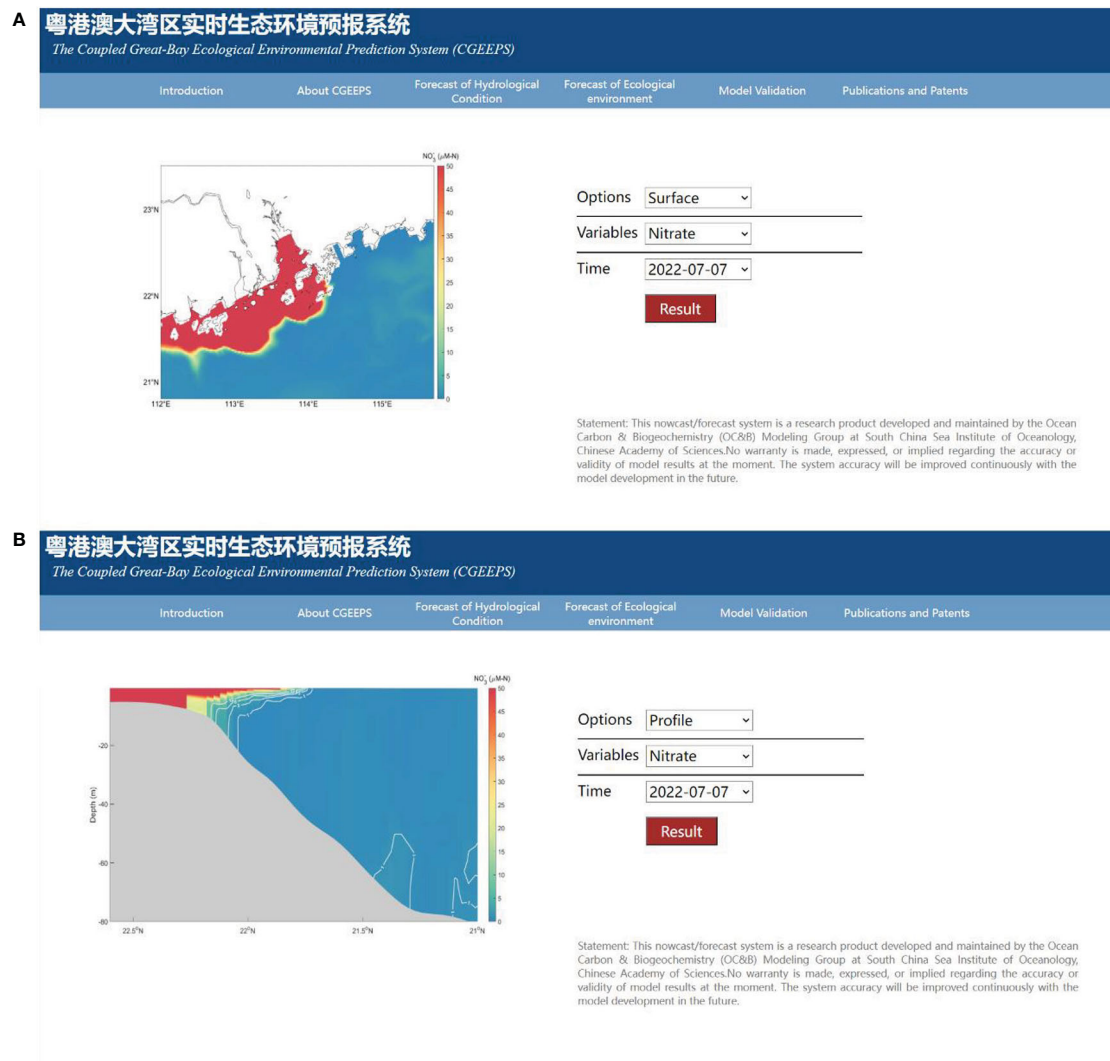 A
粤港澳大湾区实时生态环境预报系统
The Coupled Great-Bay Ecological Environmental Prediction System (CGEEPS)
Introduction
About CGEEPS
Forecast of Hydrological
Condition
Forecast of Ecological
environment
Model Validation
Publications and Patents
NO₃⁻ (μM-N)
50
45
40
35
30
25
20
15
10
5
0
23°N
22°N
21°N
112°E
113°E
114°E
115°E
Options Surface
Variables Nitrate
Time 2022-07-07
Result
Statement: This nowcast/forecast system is a research product developed and maintained by the Ocean
Carbon & Biogeochemistry (OC&B) Modeling Group at South China Sea Institute of Oceanology,
Chinese Academy of Sciences.No warranty is made, expressed, or implied regarding the accuracy or
validity of model results at the moment. The system accuracy will be improved continuously with the
model development in the future.
B
粤港澳大湾区实时生态环境预报系统
The Coupled Great-Bay Ecological Environmental Prediction System (CGEEPS)
Introduction
About CGEEPS
Forecast of Hydrological
Condition
Forecast of Ecological
environment
Model Validation
Publications and Patents
NO₃⁻ (μM-N)
50
45
40
35
30
25
20
15
10
5
0
Depth (m)
-20
-40
-60
-80
22.5°N
22°N
21.5°N
21°N
Options Profile
Variables Nitrate
Time 2022-07-07
Result
Statement: This nowcast/forecast system is a research product developed and maintained by the Ocean
Carbon & Biogeochemistry (OC&B) Modeling Group at South China Sea Institute of Oceanology,
Chinese Academy of Sciences.No warranty is made, expressed, or implied regarding the accuracy or
validity of model results at the moment. The system accuracy will be improved continuously with the
model development in the future.